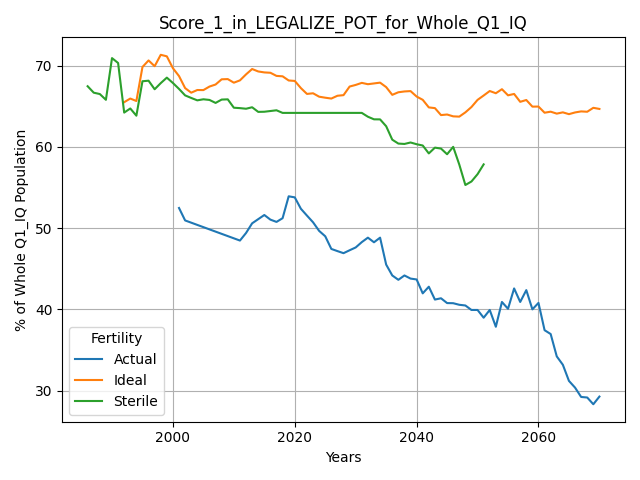 Score_1_in_LEGALIZE_POT_for_Whole_Q1_IQ
% of Whole Q1_IQ Population
70
60
50
40
30
Fertility
Actual
Ideal
Sterile
2000 2020 2040 2060
Years